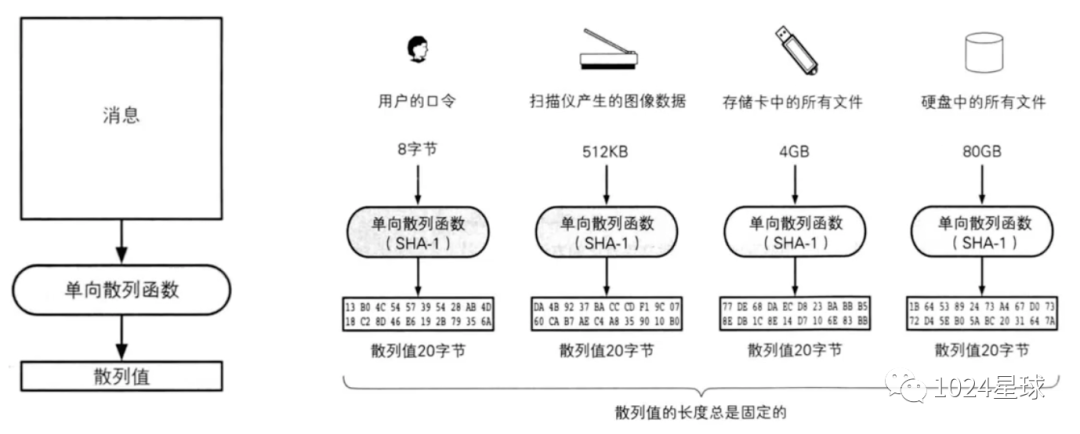 消息
单向散列函数
散列值
用户的口令
扫描仪产生的图像数据
存储卡中的所有文件
硬盘中的所有文件
8字节
512KB
4GB
80GB
单向散列函数
(SHA-1)
单向散列函数
(SHA-1)
单向散列函数
(SHA-1)
单向散列函数
(SHA-1)
13 B0 4C 54 57 39 54 28 AB 4D
18 C2 8D 46 E6 19 2B 79 35 6A
DA 4B 92 37 BA CC CD F1 9C 07
60 CA B7 AE C4 A8 35 90 10 B0
77 DE 68 DA EC D8 23 BA BB B5
8E DB 1C 8E 14 D7 10 6E 83 BB
1B 64 53 89 24 73 A4 67 D0 73
72 D4 5E B0 5A BC 20 31 64 7A
散列值20字节
散列值20字节
散列值20字节
散列值20字节
散列值的长度总是固定的
1024星球